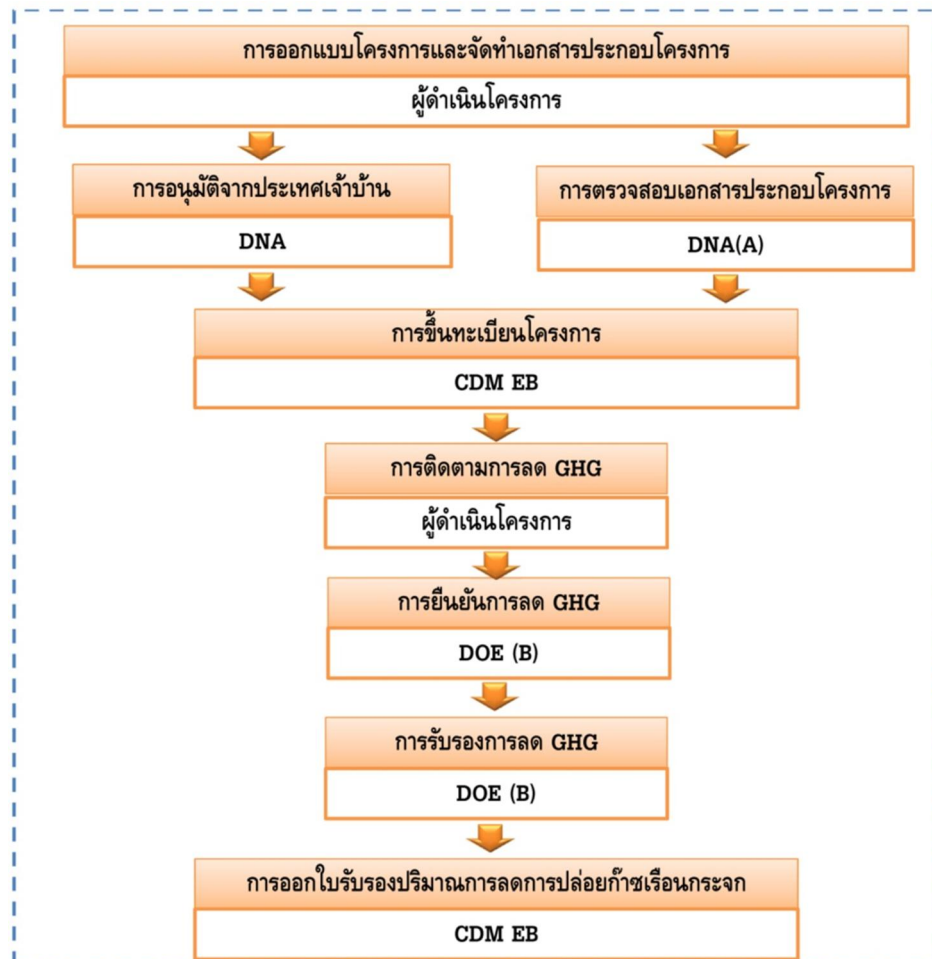 การออกแบบโครงการและจัดทำเอกสารประกอบโครงการ
ผู้ดำเนินโครงการ
การอนุมัติจากประเทศเจ้าบ้าน
DNA
การตรวจสอบเอกสารประกอบโครงการ
DNA(A)
การขึ้นทะเบียนโครงการ
CDM EB
การติดตามการลด GHG
ผู้ดำเนินโครงการ
การยืนยันการลด GHG
DOE (B)
การรับรองการลด GHG
DOE (B)
การออกใบรับรองปริมาณการลดการปล่อยก๊าซเรือนกระจก
CDM EB